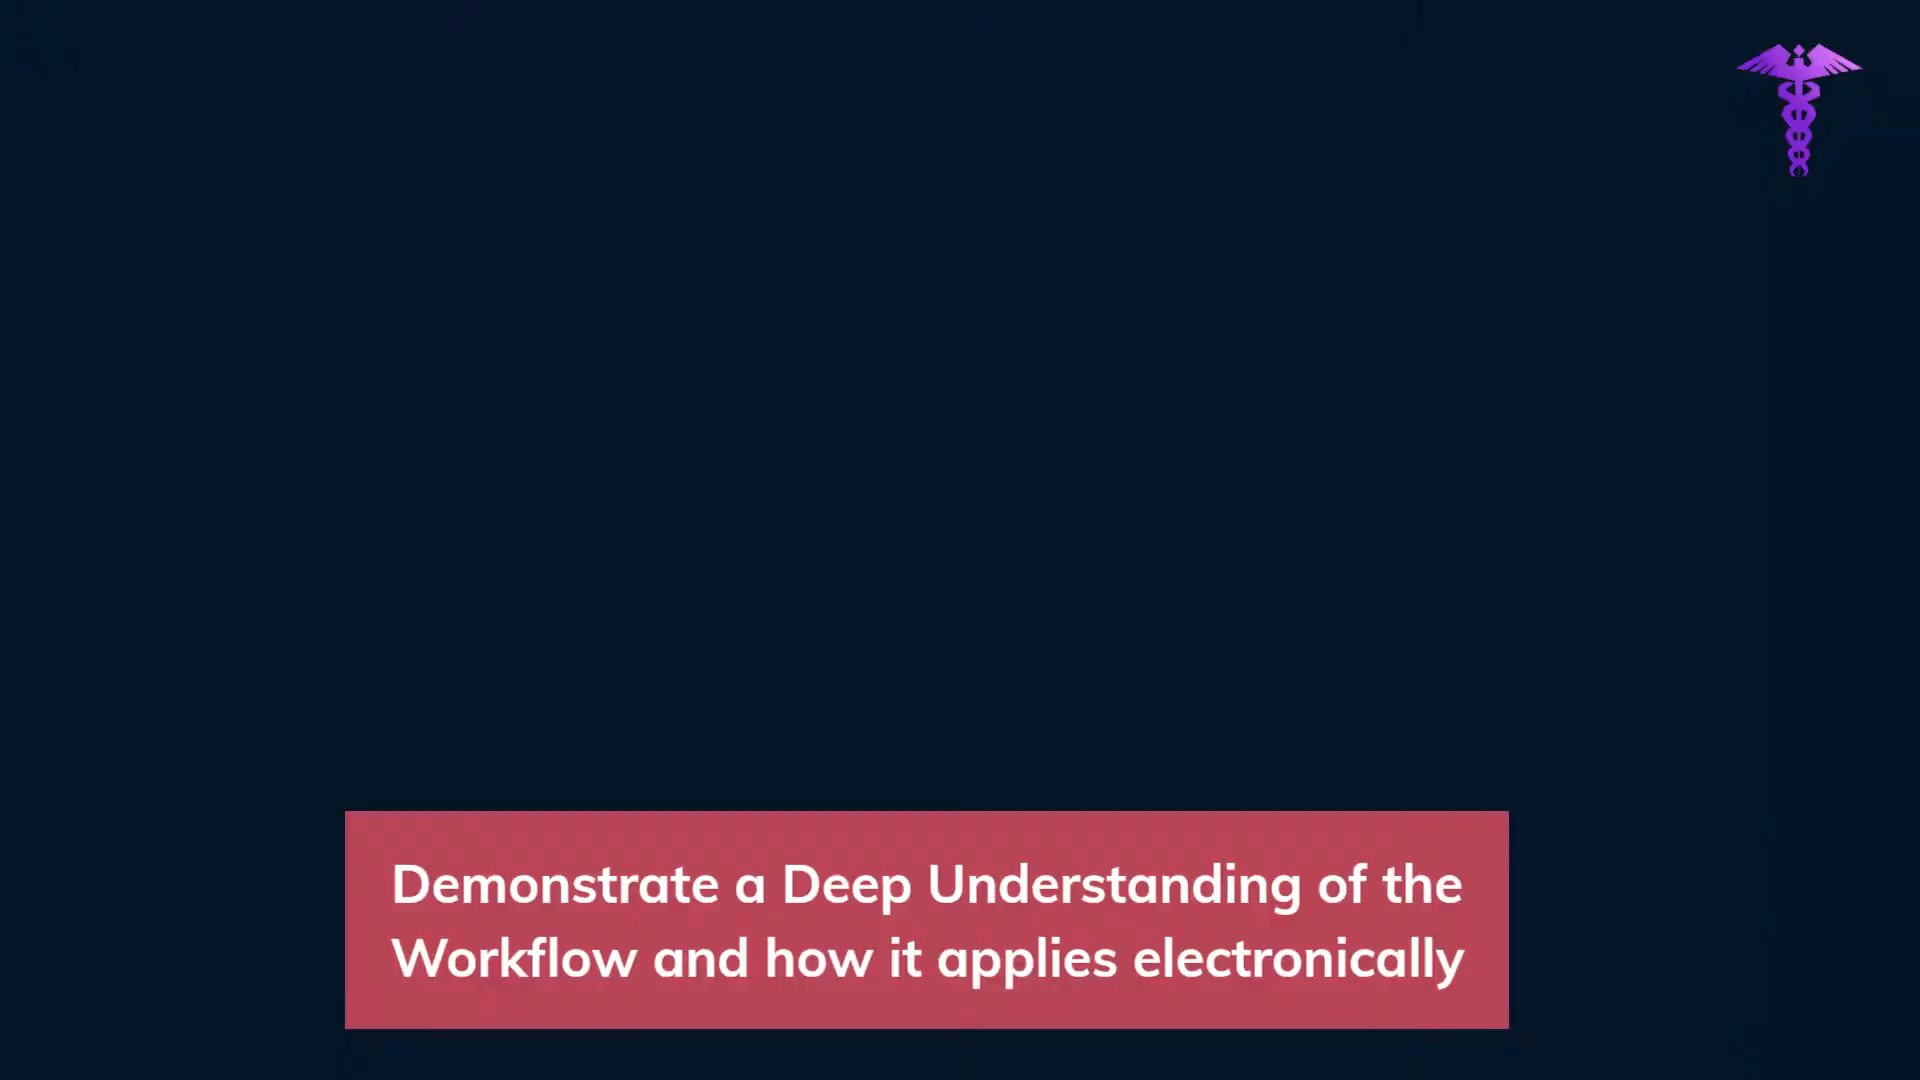 Demonstrate a Deep Understanding of the
Workflow and how it applies electronically